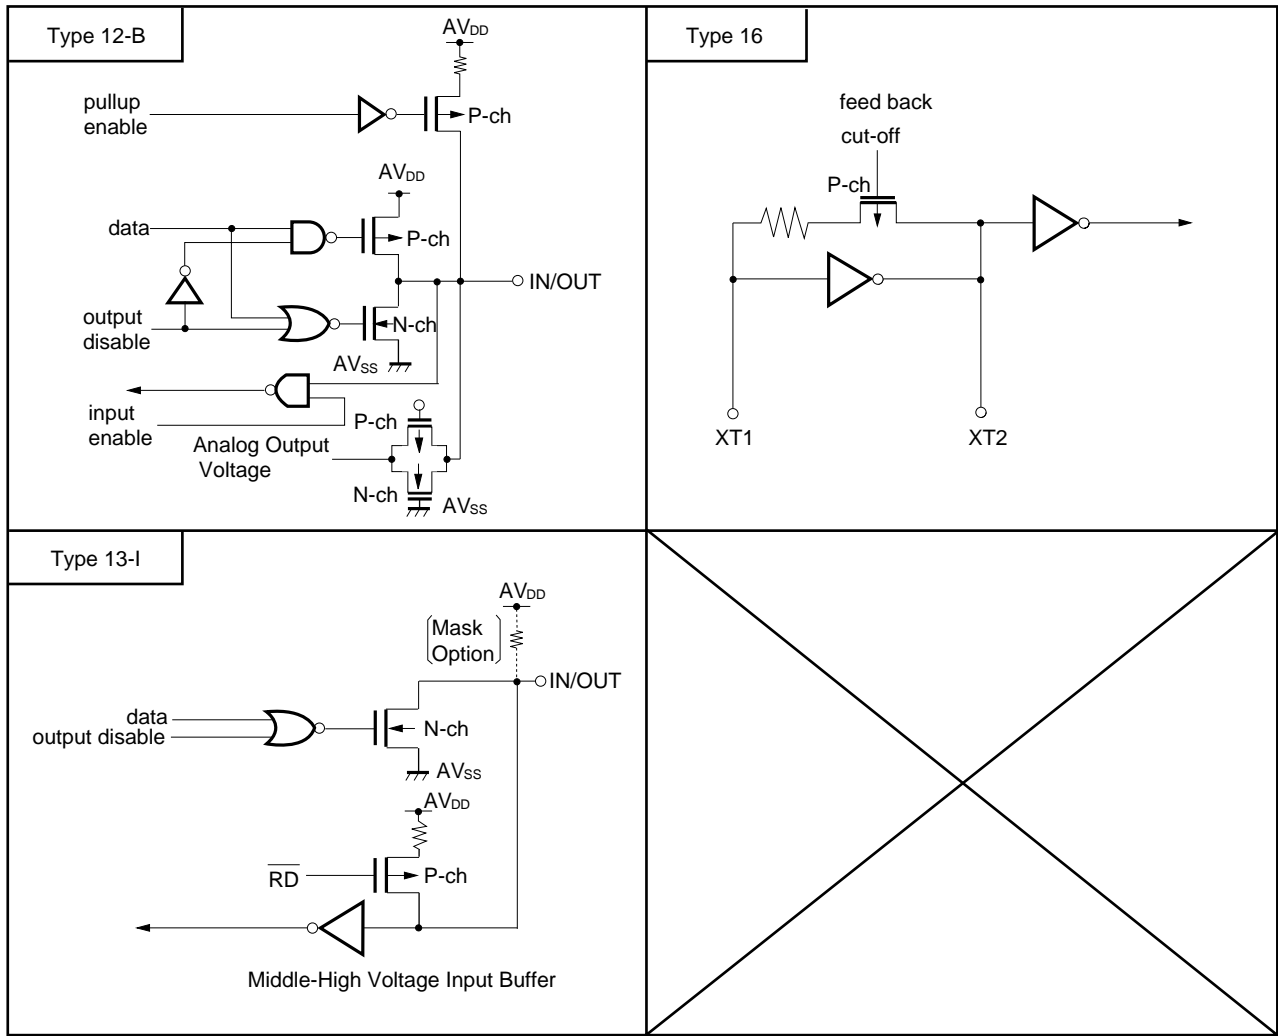 Type 12-B
AVDD
pullup
enable
P-ch
AVDD
data
P-ch
IN/OUT
output
disable
N-ch
AVSS
input
enable
P-ch
Analog Output
Voltage
N-ch
AVSS
Type 16
feed back
cut-off
P-ch
XT1
XT2
Type 13-I
AVDD
Mask
Option
IN/OUT
data
output disable
N-ch
AVSS
AVDD
RD
P-ch
Middle-High Voltage Input Buffer